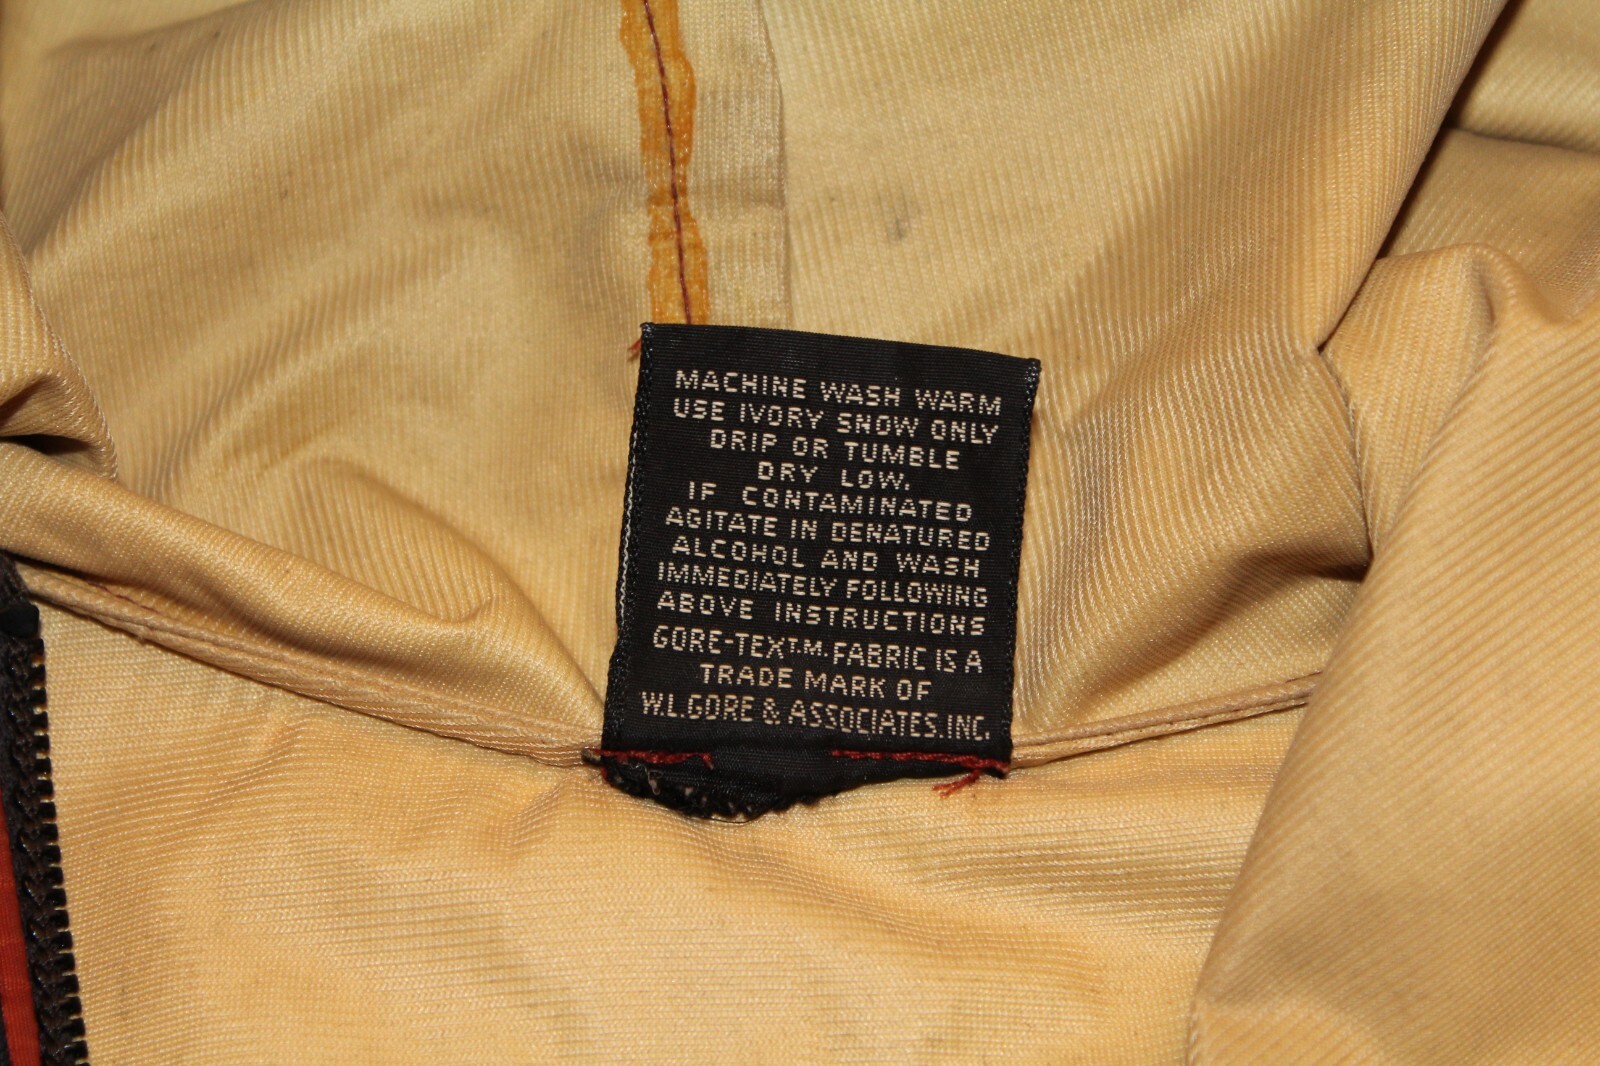 MACHINE WASH WARM
USE IVORY SNOW ONLY
DRIP OR TUMBLE
DRY LOW.
IF CONTAMINATED
AGITATE IN DENATURED
ALCOHOL AND WASH
IMMEDIATELY FOLLOWING
ABOVE INSTRUCTIONS
GORE-TEX T.M. FABRIC IS A
TRADE MARK OF
W.L.GORE & ASSOCIATES.INC.